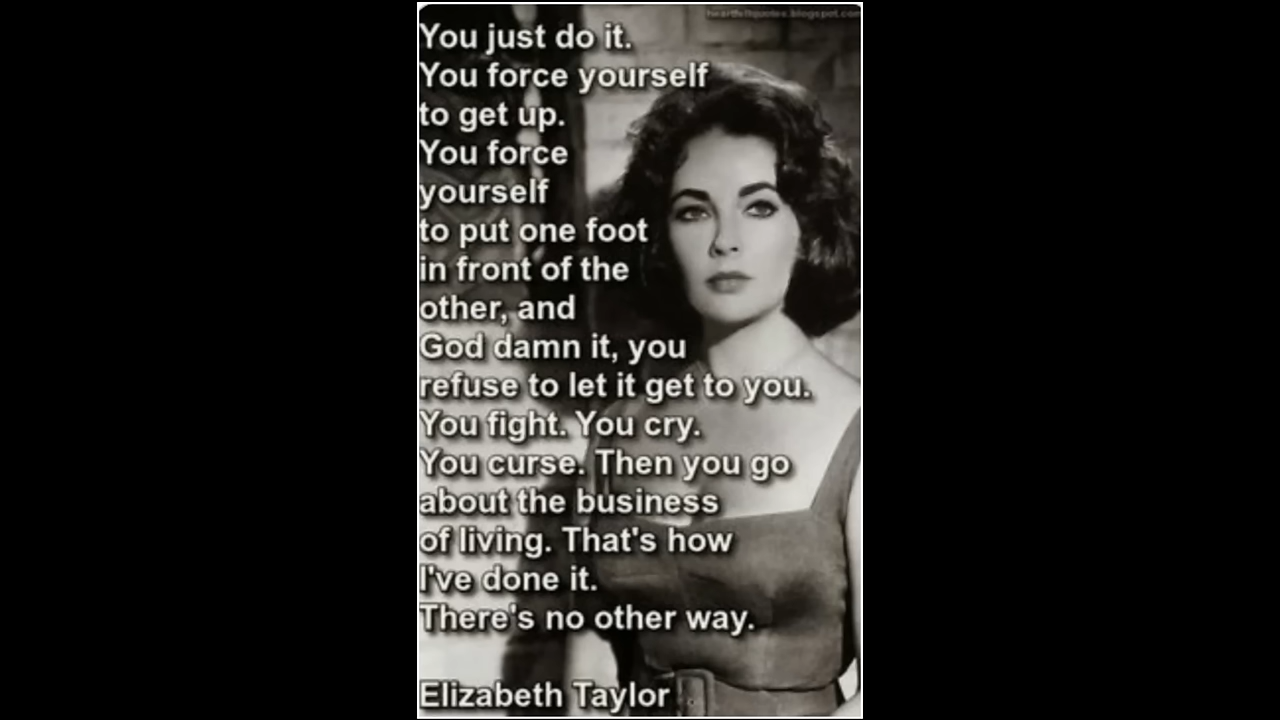 heartfeltquotes.blogspot.com
You just do it.
You force yourself
to get up.
You force
yourself
to put one foot
in front of the
other, and
God damn it, you
refuse to let it get to you.
You fight. You cry.
You curse. Then you go
about the business
of living. That's how
I've done it.
There's no other way.
Elizabeth Taylor